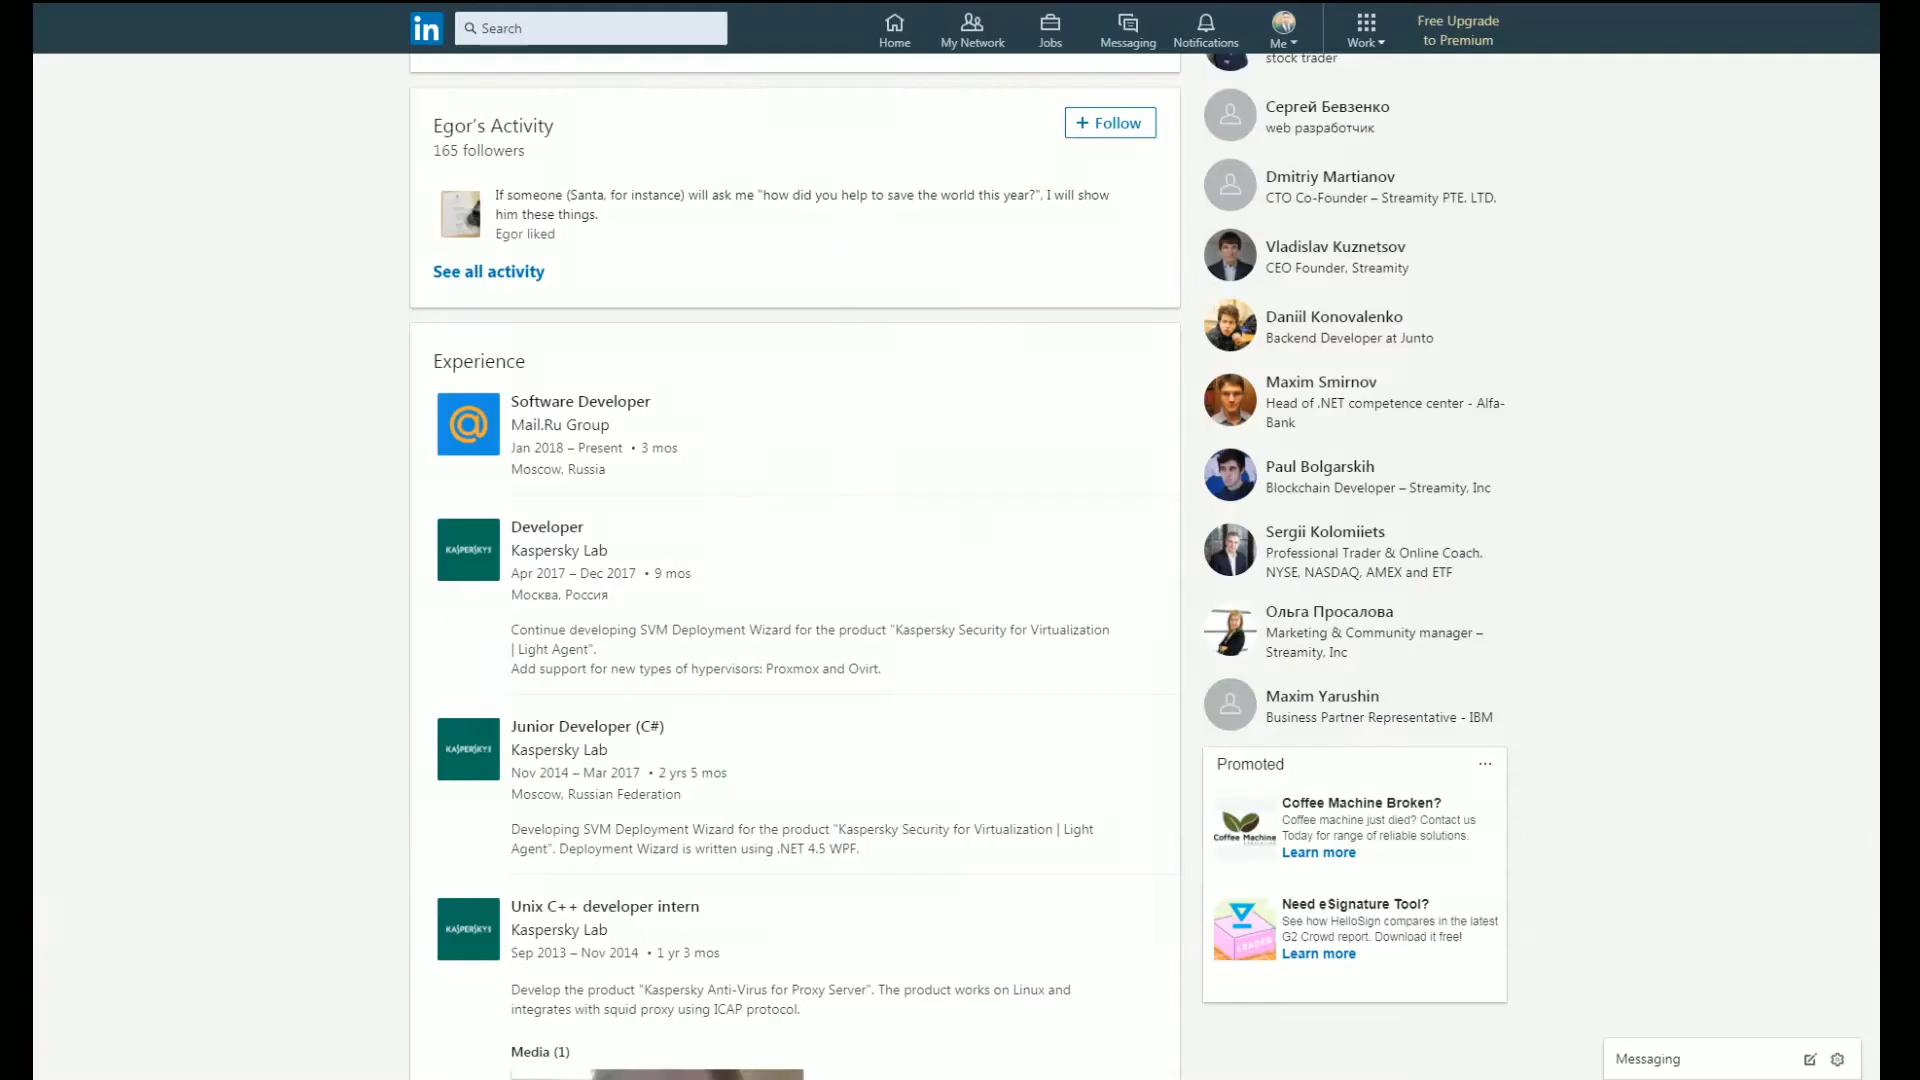 in
Search
Home
My Network
Jobs
Messaging
Notifications
Me
Work
Free Upgrade
to Premium
Egor's Activity
165 followers
+ Follow
If someone (Santa, for instance) will ask me "how did you help to save the world this year?", I will show
him these things.
Egor liked
See all activity
Experience
Software Developer
Mail.Ru Group
Jan 2018 – Present • 3 mos
Moscow, Russia
KASPERSKY
Developer
Kaspersky Lab
Apr 2017 – Dec 2017 • 9 mos
Москва, Россия
Continue developing SVM Deployment Wizard for the product "Kaspersky Security for Virtualization
| Light Agent".
Add support for new types of hypervisors: Proxmox and Ovirt.
KASPERSKY
Junior Developer (C#)
Kaspersky Lab
Nov 2014 – Mar 2017 • 2 yrs 5 mos
Moscow, Russian Federation
Developing SVM Deployment Wizard for the product "Kaspersky Security for Virtualization | Light
Agent". Deployment Wizard is written using .NET 4.5 WPF.
KASPERSKY
Unix C++ developer intern
Kaspersky Lab
Sep 2013 – Nov 2014 • 1 yr 3 mos
Develop the product "Kaspersky Anti-Virus for Proxy Server". The product works on Linux and
integrates with squid proxy using ICAP protocol.
Media (1)
stock trader
Сергей Бевзенко
web разработчик
Dmitriy Martianov
CTO Co-Founder – Streamity PTE. LTD.
Vladislav Kuznetsov
CEO Founder, Streamity
Daniil Konovalenko
Backend Developer at Junto
Maxim Smirnov
Head of .NET competence center - Alfa-
Bank
Paul Bolgarskih
Blockchain Developer – Streamity, Inc
Sergii Kolomiiets
Professional Trader & Online Coach.
NYSE, NASDAQ, AMEX and ETF
Ольга Просалова
Marketing & Community manager –
Streamity, Inc
Maxim Yarushin
Business Partner Representative - IBM
Promoted
Coffee Machine
Coffee Machine Broken?
Coffee machine just died? Contact us
Today for range of reliable solutions.
Learn more
LEADER
Need eSignature Tool?
See how HelloSign compares in the latest
G2 Crowd report. Download it free!
Learn more
Messaging